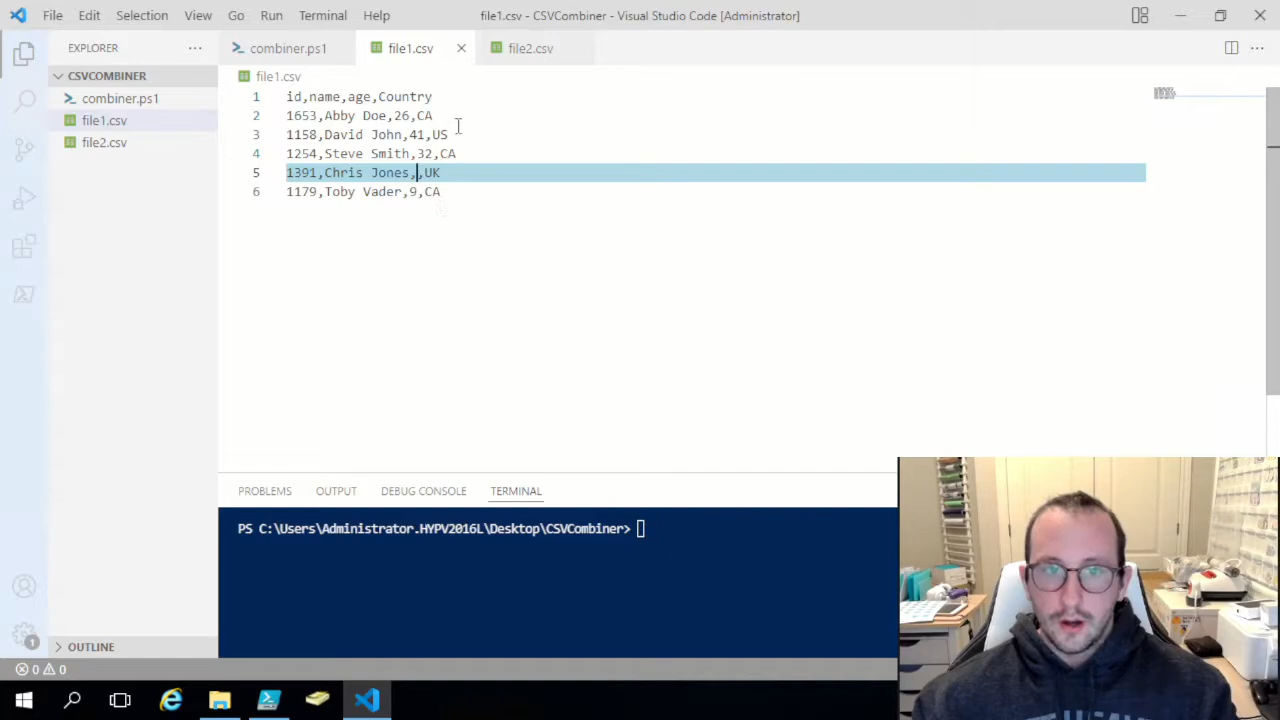 File Edit Selection View Go Run Terminal Help
file1.csv - CSVCombiner - Visual Studio Code [Administrator]
EXPLORER
CSVCOMBINER
combiner.ps1
file1.csv
file2.csv
OUTLINE
combiner.ps1
file1.csv
file2.csv
file1.csv
1 id,name,age,Country
2 1653,Abby Doe,26,CA
3 1158,David John,41,US
4 1254,Steve Smith,32,CA
5 1391,Chris Jones,,UK
6 1179,Toby Vader,9,CA
PROBLEMS OUTPUT DEBUG CONSOLE TERMINAL
PS C:\Users\Administrator.HYPV2016L\Desktop\CSVCombiner>
1
0 0